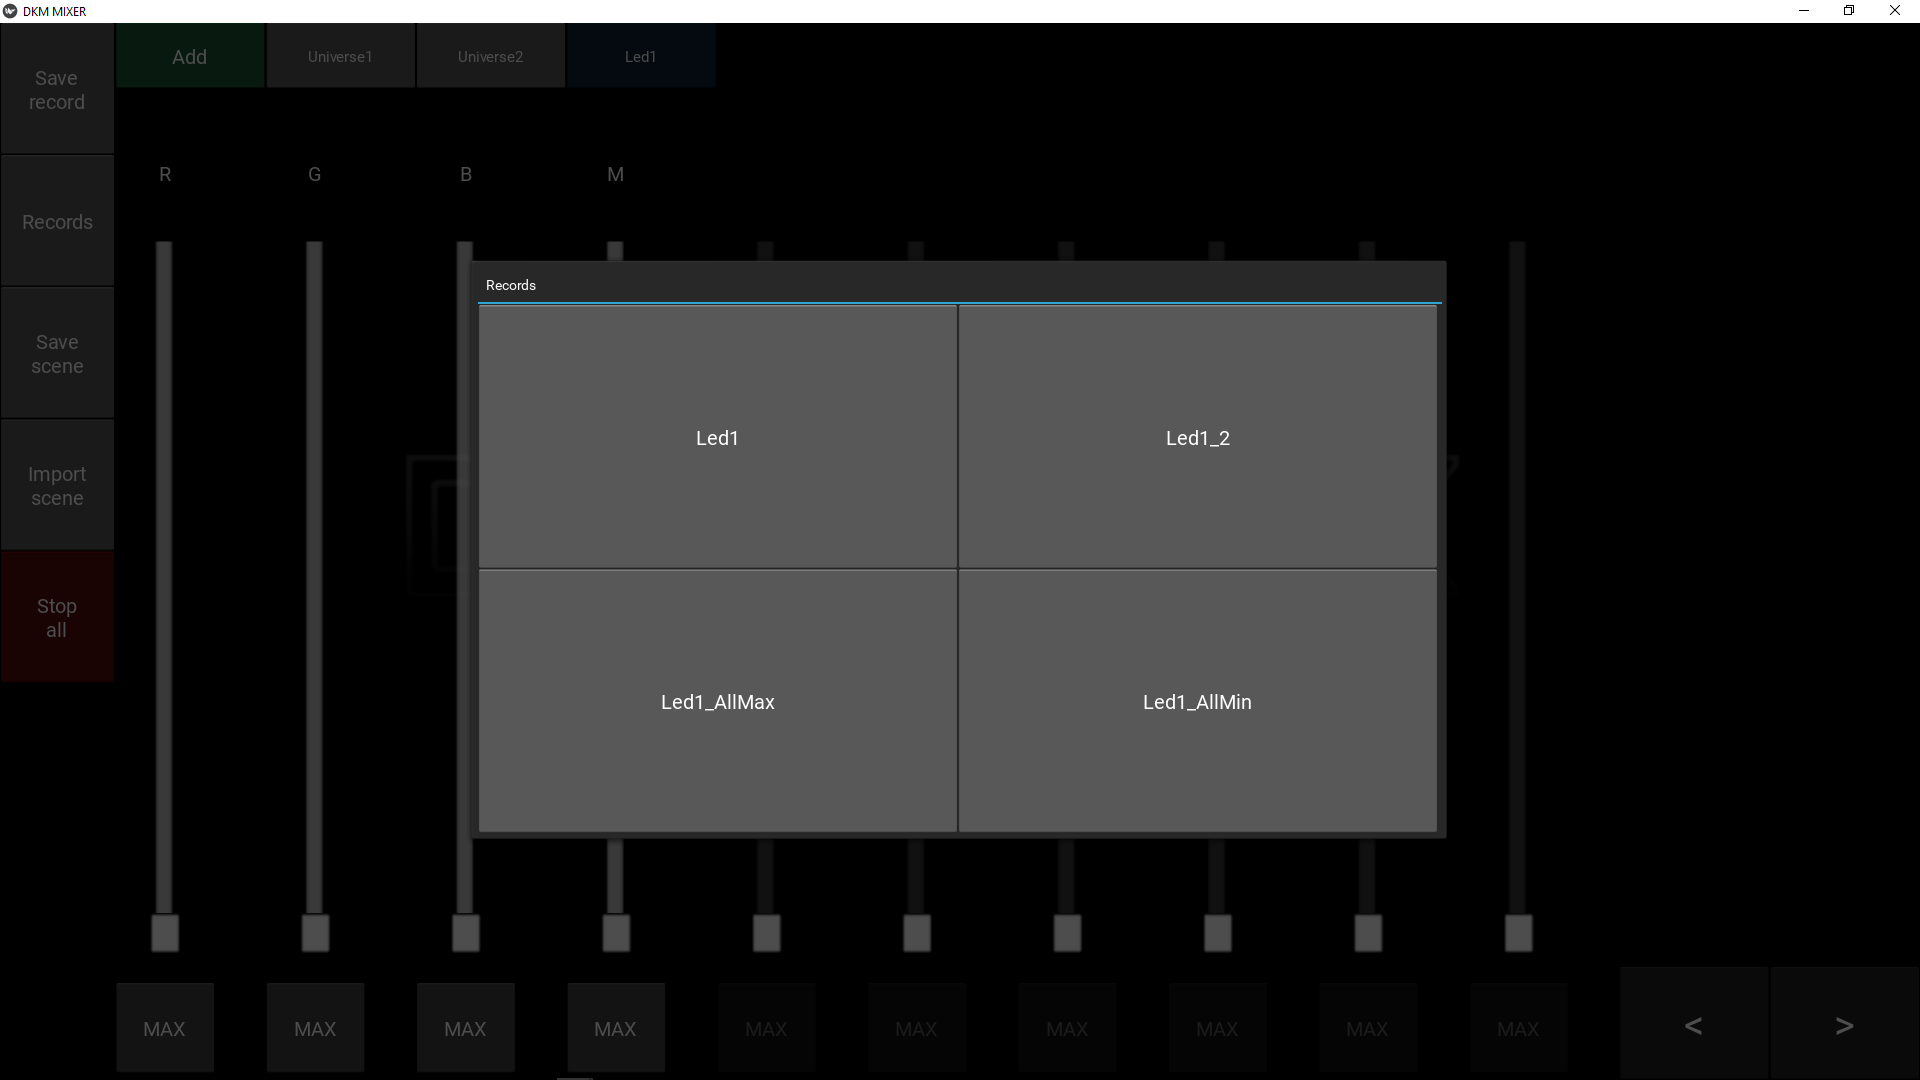 DKM MIXER
Save
record
Records
Save
scene
Import
scene
Stop
all
Add
Universe1
Universe2
Led1
R
G
B
M
Records
Led1
Led1_2
Led1_AllMax
Led1_AllMin
MAX
MAX
MAX
MAX
MAX
MAX
MAX
MAX
MAX
MAX
<
>